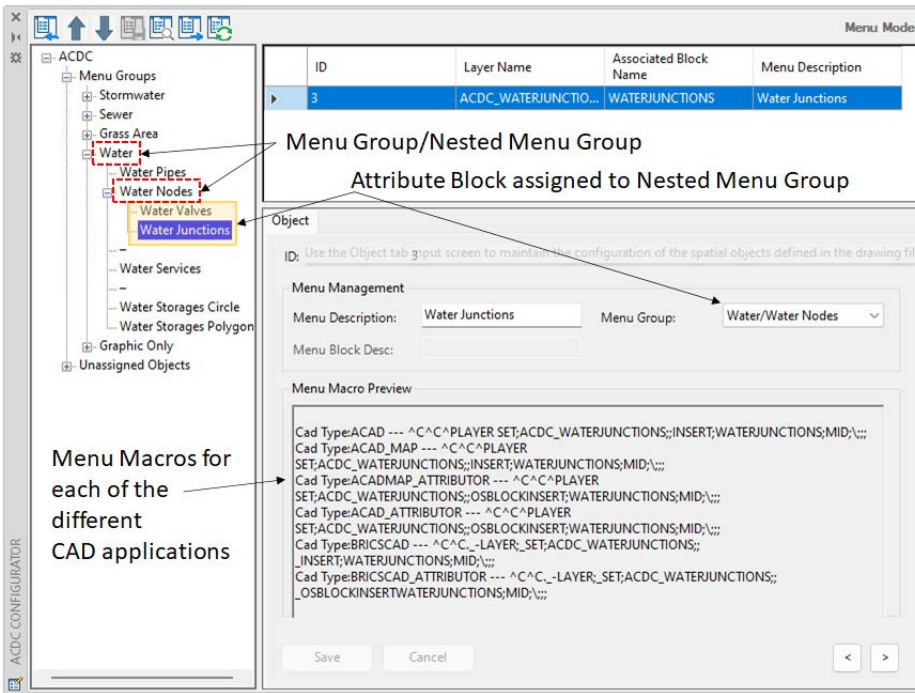 Menu Mode
ACDC
Menu Groups
Stormwater
Sewer
Grass Area
Water
Water Pipes
Water Nodes
Water Valves
Water Junctions
–
Water Services
–
Water Storages Circle
Water Storages Polygon
Graphic Only
Unassigned Objects
ID Layer Name Associated Block Name Menu Description
3 ACDC_WATERJUNCTIO... WATERJUNCTIONS Water Junctions
Menu Group/Nested Menu Group
Attribute Block assigned to Nested Menu Group
Object
ID: 3
Use the Object tab input screen to maintain the configuration of the spatial objects defined in the drawing fil
Menu Management
Menu Description: Water Junctions Menu Group: Water/Water Nodes
Menu Block Desc:
Menu Macro Preview
Cad Type:ACAD --- ^C^C^PLAYER SET;ACDC_WATERJUNCTIONS;;INSERT;WATERJUNCTIONS;MID;\;;;
Cad Type:ACAD_MAP --- ^C^C^PLAYER
SET;ACDC_WATERJUNCTIONS;;INSERT;WATERJUNCTIONS;MID;\;;;
Cad Type:ACADMAP_ATTRIBUTOR --- ^C^C^PLAYER
SET;ACDC_WATERJUNCTIONS;;OSBLOCKINSERT;WATERJUNCTIONS;MID;\;;;
Cad Type:ACAD_ATTRIBUTOR --- ^C^C^PLAYER
SET;ACDC_WATERJUNCTIONS;;OSBLOCKINSERT;WATERJUNCTIONS;MID;\;;;
Cad Type:BRICSCAD --- ^C^C._-LAYER;_SET;ACDC_WATERJUNCTIONS;;
_INSERT;WATERJUNCTIONS;MID;\;;;
Cad Type:BRICSCAD_ATTRIBUTOR --- ^C^C._-LAYER;_SET;ACDC_WATERJUNCTIONS;;
_OSBLOCKINSERTWATERJUNCTIONS;MID;\;;;
Menu Macros for
each of the
different
CAD applications
Save Cancel < >
ACDC CONFIGURATOR